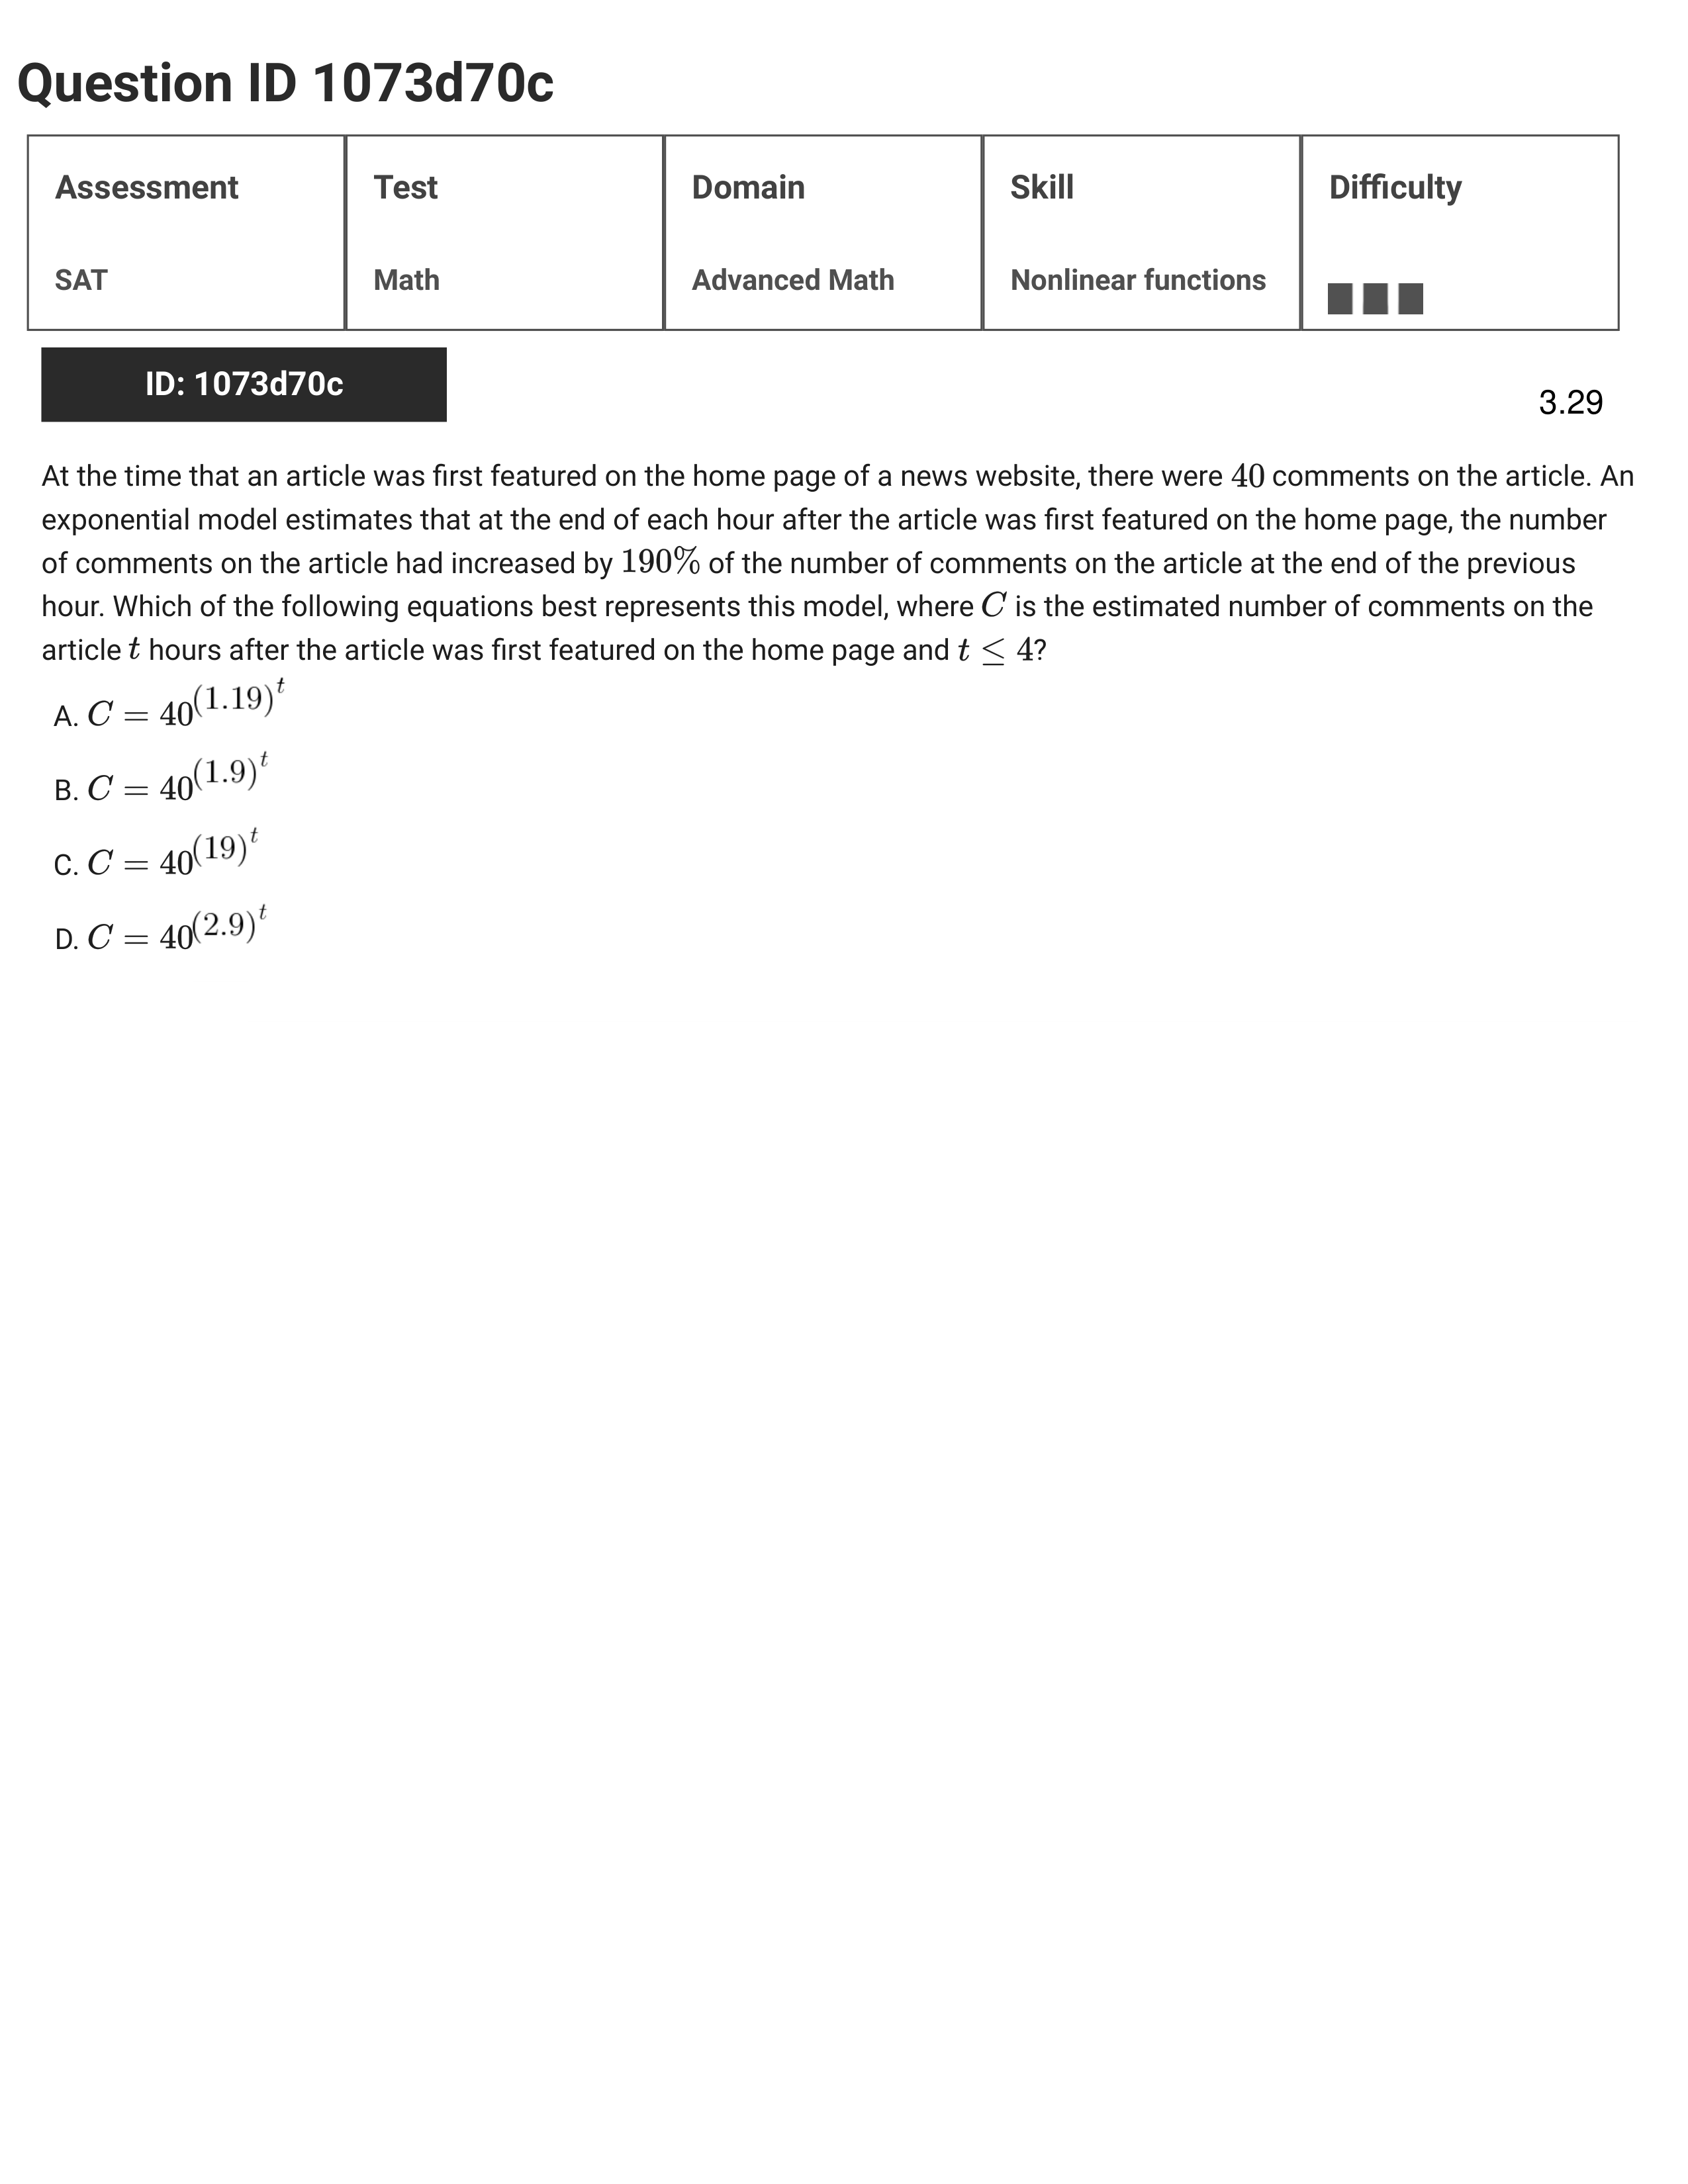 Question ID 1073d70c
Assessment Test Domain Skill Difficulty
SAT Math Advanced Math Nonlinear functions
ID: 1073d70c
3.29
At the time that an article was first featured on the home page of a news website, there were 40 comments on the article. An
exponential model estimates that at the end of each hour after the article was first featured on the home page, the number
of comments on the article had increased by 190% of the number of comments on the article at the end of the previous
hour. Which of the following equations best represents this model, where C is the estimated number of comments on the
article t hours after the article was first featured on the home page and t ≤ 4?
A. C = 40^{(1.19)^t}
B. C = 40^{(1.9)^t}
C. C = 40^{(19)^t}
D. C = 40^{(2.9)^t}